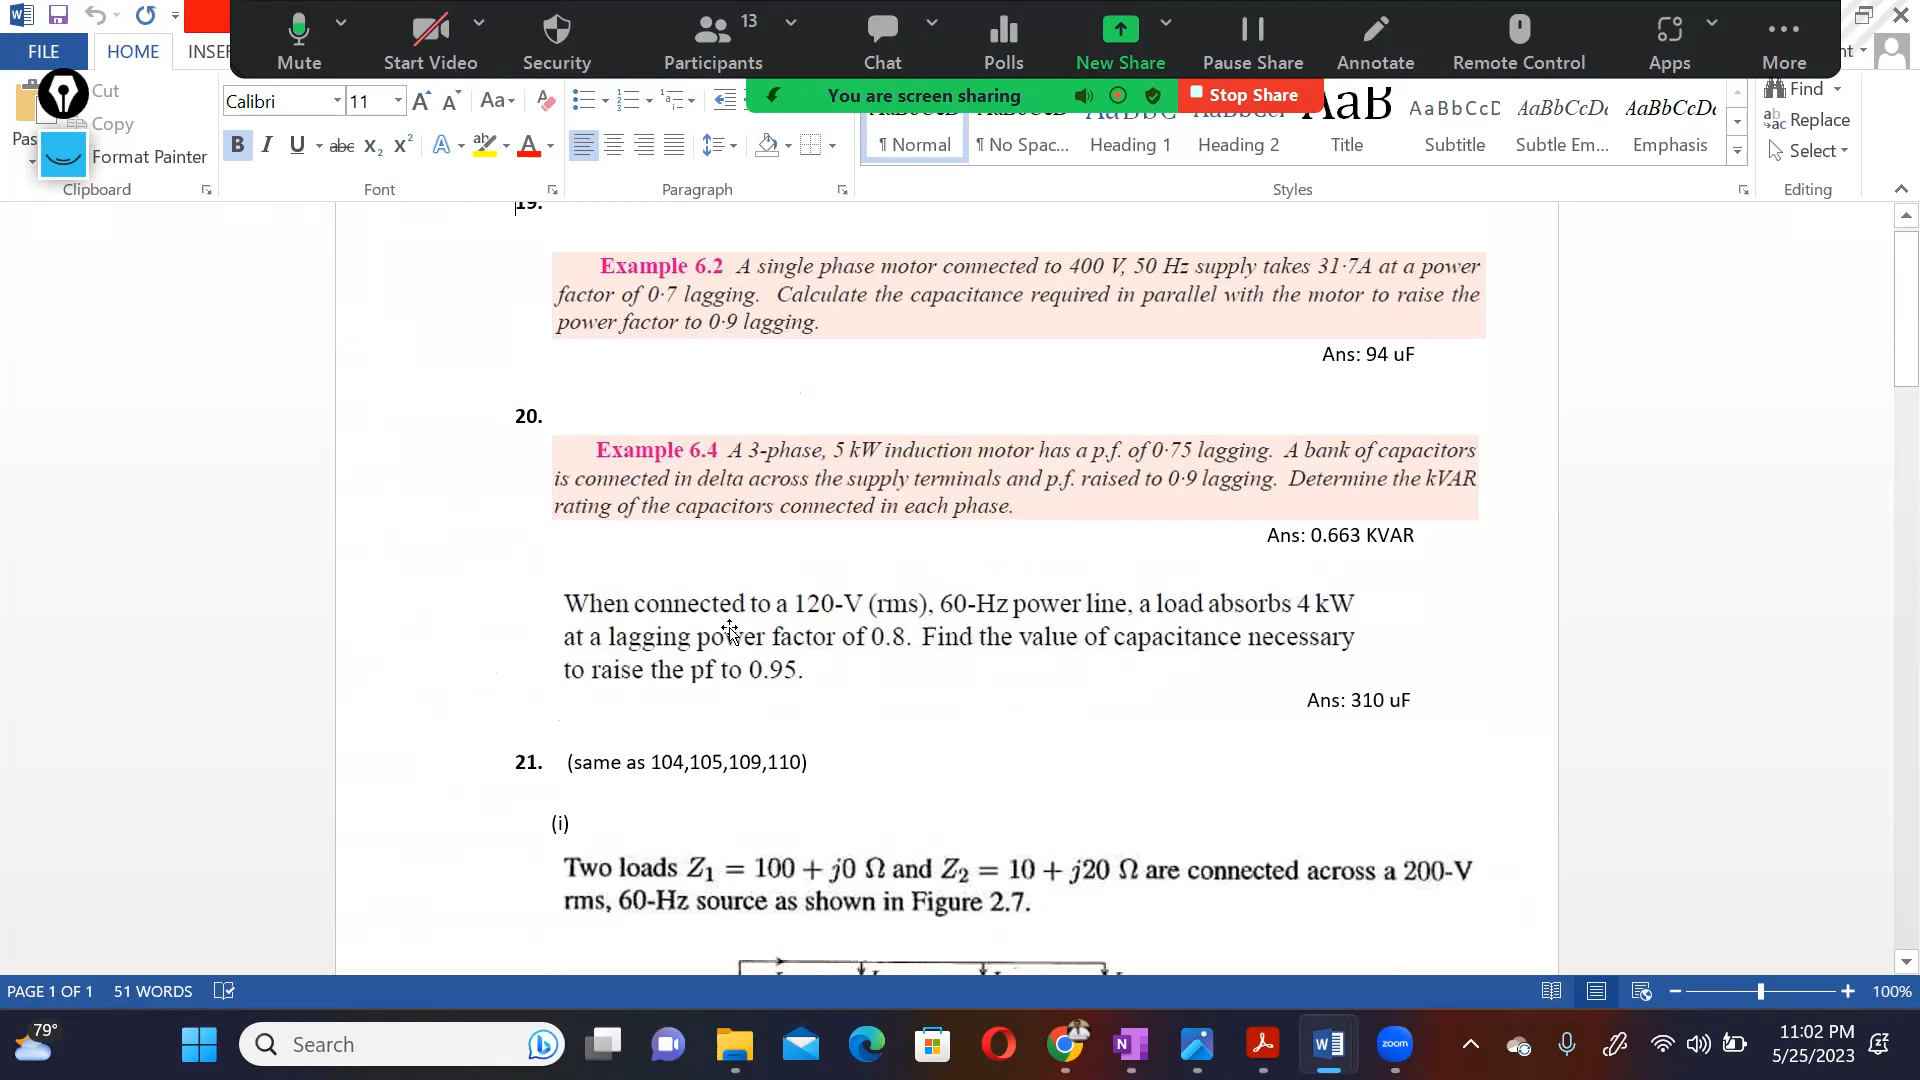 FILE
HOME
INSER
Mute
Start Video
Security
13
Participants
Chat
Polls
New Share
Pause Share
Annotate
Remote Control
Apps
More
nt
You are screen sharing
Stop Share
Cut
Copy
Format Painter
Clipboard
Calibri
11
Font
Paragraph
AaB
AaBbCcD
AaBbCcDc
AaBbCcDc
¶ Normal
¶ No Spac...
Heading 1
Heading 2
Title
Subtitle
Subtle Em...
Emphasis
Styles
Find
Replace
Select
Editing
19.
Example 6.2 A single phase motor connected to 400 V, 50 Hz supply takes 31·7A at a power
factor of 0·7 lagging. Calculate the capacitance required in parallel with the motor to raise the
power factor to 0·9 lagging.
Ans: 94 uF
20.
Example 6.4 A 3-phase, 5 kW induction motor has a p.f. of 0·75 lagging. A bank of capacitors
is connected in delta across the supply terminals and p.f. raised to 0·9 lagging. Determine the kVAR
rating of the capacitors connected in each phase.
Ans: 0.663 KVAR
When connected to a 120-V (rms), 60-Hz power line, a load absorbs 4 kW
at a lagging power factor of 0.8. Find the value of capacitance necessary
to raise the pf to 0.95.
Ans: 310 uF
21. (same as 104,105,109,110)
(i)
Two loads Z₁ = 100 + j0 Ω and Z₂ = 10 + j20 Ω are connected across a 200-V
rms, 60-Hz source as shown in Figure 2.7.
PAGE 1 OF 1
51 WORDS
100%
79°
Search
zoom
11:02 PM
5/25/2023